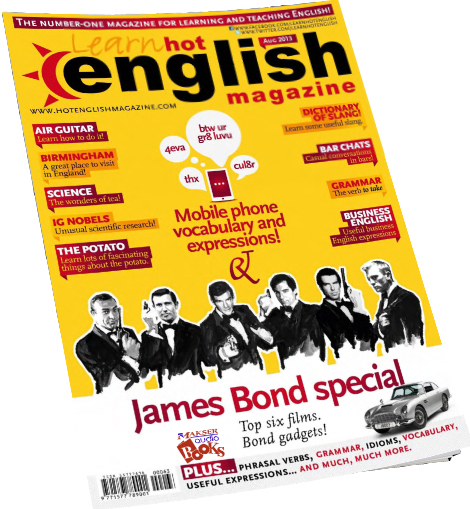 THE NUMBER-ONE MAGAZINE FOR LEARNING AND TEACHING ENGLISH!
WWW.FACEBOOK.COM/LEARNHOTENGLISH
WWW.TWITTER.COM/LEARNHOTENGLISH
Learn hot
AUG 2013
english
magazine
WWW.HOTENGLISHMAGAZINE.COM
AIR GUITAR
Learn how to do it!
BIRMINGHAM
A great place to visit
in England!
SCIENCE
The wonders of tea!
IG NOBELS
Unusual scientific research!
THE POTATO
Learn lots of fascinating
things about the potato.
btw ur
gr8 luvu
4eva
thx
cul8r
Mobile phone
vocabulary and
expressions!
DICTIONARY
OF SLANG!
Learn some useful slang.
BAR CHATS
Casual conversations
in bars!
GRAMMAR
The verb to take
BUSINESS
ENGLISH
Useful business
English expressions
James Bond special
Top six films.
Bond gadgets!
MAKSER
audio
BOOKS
PLUS... PHRASAL VERBS, GRAMMAR, IDIOMS, VOCABULARY,
USEFUL EXPRESSIONS... AND MUCH, MUCH MORE.
9 771577 789001